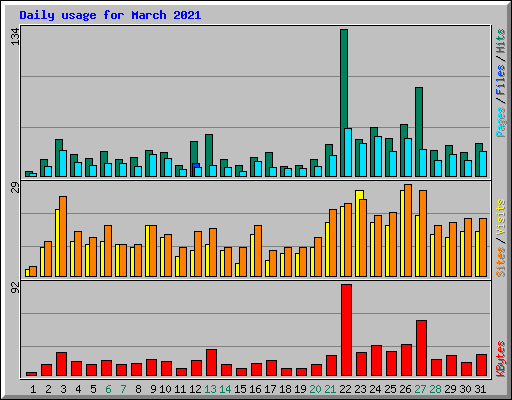 Daily usage for March 2021
134
Pages / Files / Hits
29
Sites / Visits
92
KBytes
1 2 3 4 5 6 7 8 9 10 11 12 13 14 15 16 17 18 19 20 21 22 23 24 25 26 27 28 29 30 31